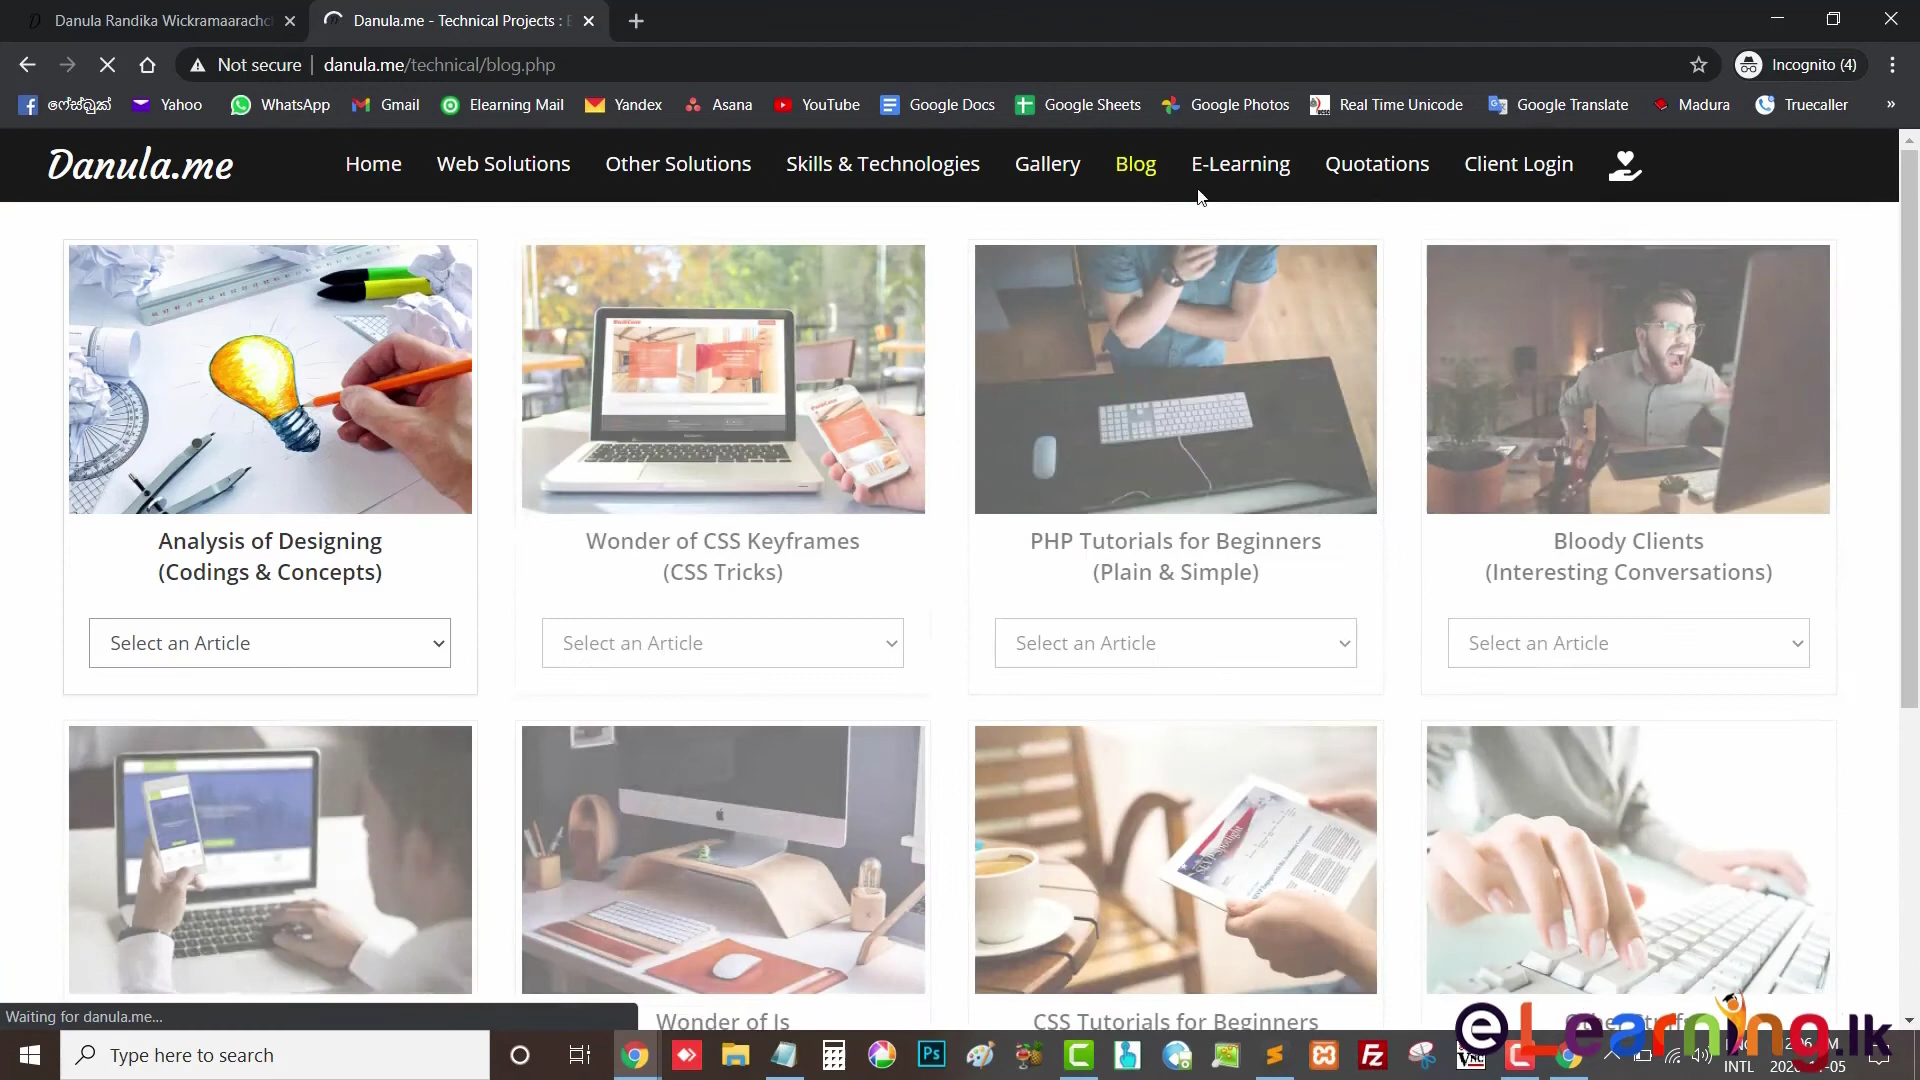 Danula Randika Wickramaarachc
Danula.me - Technical Projects : E
Not secure
danula.me/technical/blog.php
Incognito (4)
ෆේස්බුක්
Yahoo
WhatsApp
Gmail
Elearning Mail
Yandex
Asana
YouTube
Google Docs
Google Sheets
Google Photos
Real Time Unicode
Google Translate
Madura
Truecaller
»
Danula.me
Home
Web Solutions
Other Solutions
Skills & Technologies
Gallery
Blog
E-Learning
Quotations
Client Login
Analysis of Designing
(Codings & Concepts)
Select an Article
Wonder of CSS Keyframes
(CSS Tricks)
Select an Article
PHP Tutorials for Beginners
(Plain & Simple)
Select an Article
Bloody Clients
(Interesting Conversations)
Select an Article
Wonder of Js
CSS Tutorials for Beginners
Waiting for danula.me...
Type here to search
Ps
INTL
eLearning.lk